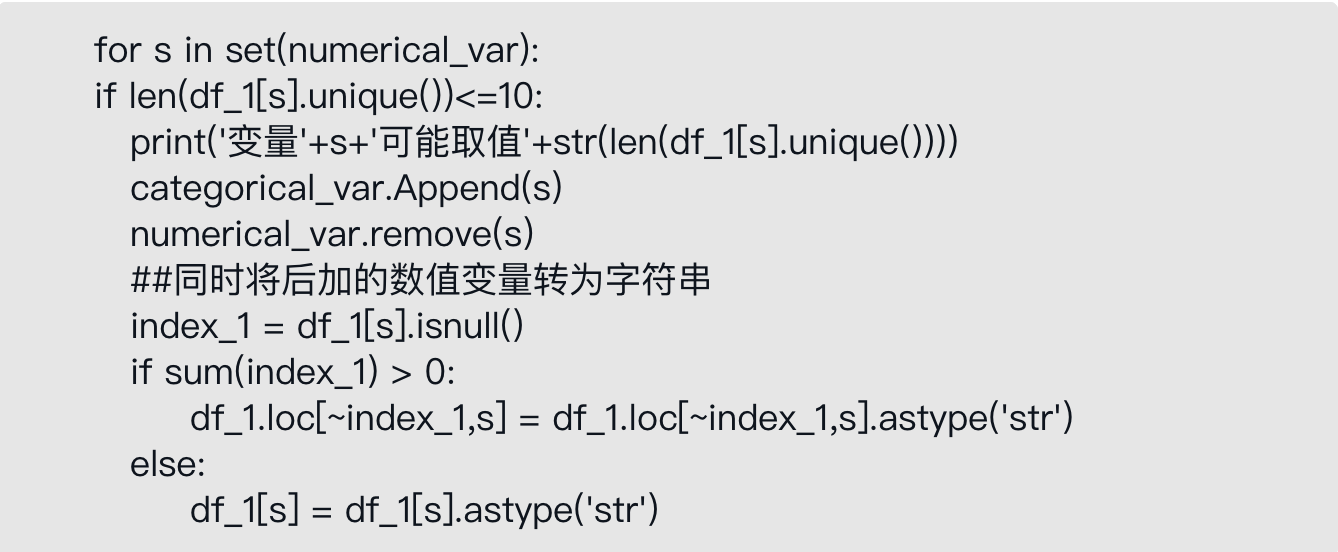 for s in set(numerical_var):
if len(df_1[s].unique())<=10:
print('变量'+s+'可能取值'+str(len(df_1[s].unique())))
categorical_var.Append(s)
numerical_var.remove(s)
##同时将后加的数值变量转为字符串
index_1 = df_1[s].isnull()
if sum(index_1) > 0:
df_1.loc[~index_1,s] = df_1.loc[~index_1,s].astype('str')
else:
df_1[s] = df_1[s].astype('str')